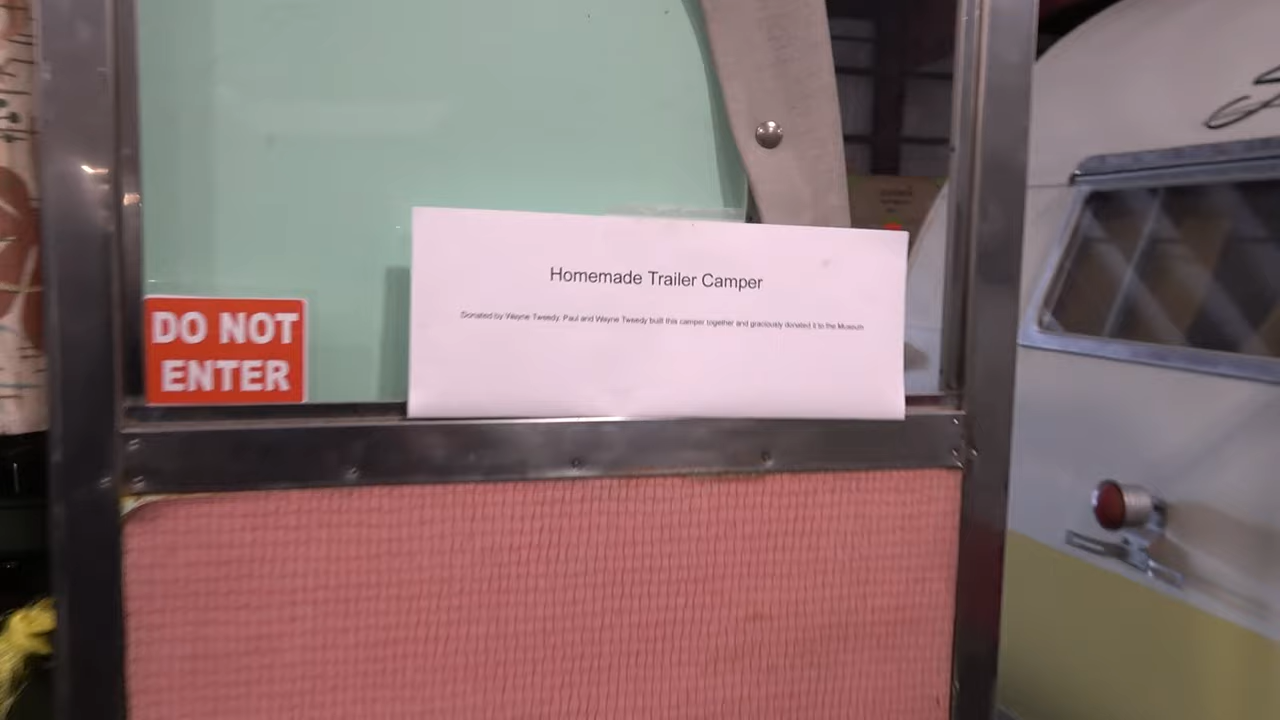 Homemade Trailer Camper
Donated by Wayne Tweedy. Paul and Wayne Tweedy built this camper together and graciously donated it to the Museum
DO NOT
ENTER